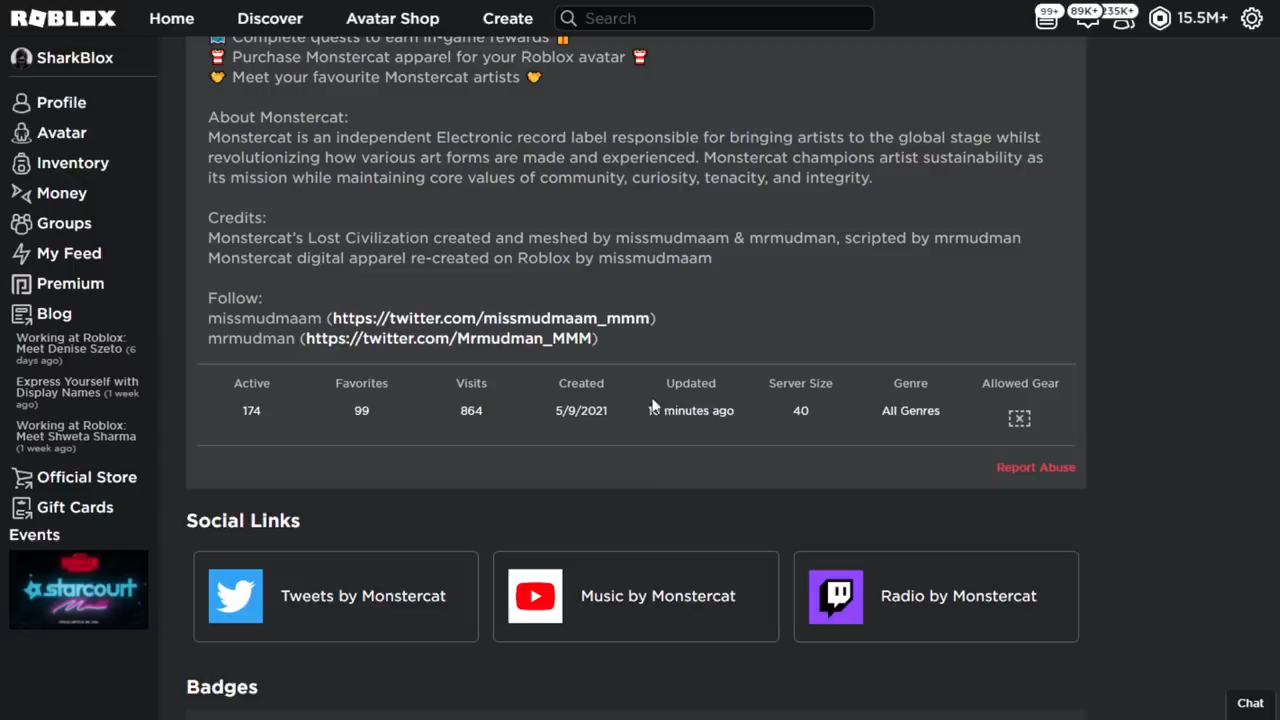 ROBLOX
Home
Discover
Avatar Shop
Create
Search
99+
89K+
235K+
15.5M+
SharkBlox
Profile
Avatar
Inventory
Money
Groups
My Feed
Premium
Blog
Working at Roblox:
Meet Denise Szeto (6
days ago)
Express Yourself with
Display Names (1 week
ago)
Working at Roblox:
Meet Shweta Sharma
(1 week ago)
Official Store
Gift Cards
Events
starcourt
Complete quests to earn in-game rewards
Purchase Monstercat apparel for your Roblox avatar
Meet your favourite Monstercat artists
About Monstercat:
Monstercat is an independent Electronic record label responsible for bringing artists to the global stage whilst
revolutionizing how various art forms are made and experienced. Monstercat champions artist sustainability as
its mission while maintaining core values of community, curiosity, tenacity, and integrity.
Credits:
Monstercat's Lost Civilization created and meshed by missmudmaam & mrmudman, scripted by mrmudman
Monstercat digital apparel re-created on Roblox by missmudmaam
Follow:
missmudmaam (https://twitter.com/missmudmaam_mmm)
mrmudman (https://twitter.com/Mrmudman_MMM)
Active
Favorites
Visits
Created
Updated
Server Size
Genre
Allowed Gear
174
99
864
5/9/2021
minutes ago
40
All Genres
Report Abuse
Social Links
Tweets by Monstercat
Music by Monstercat
Radio by Monstercat
Badges
Chat